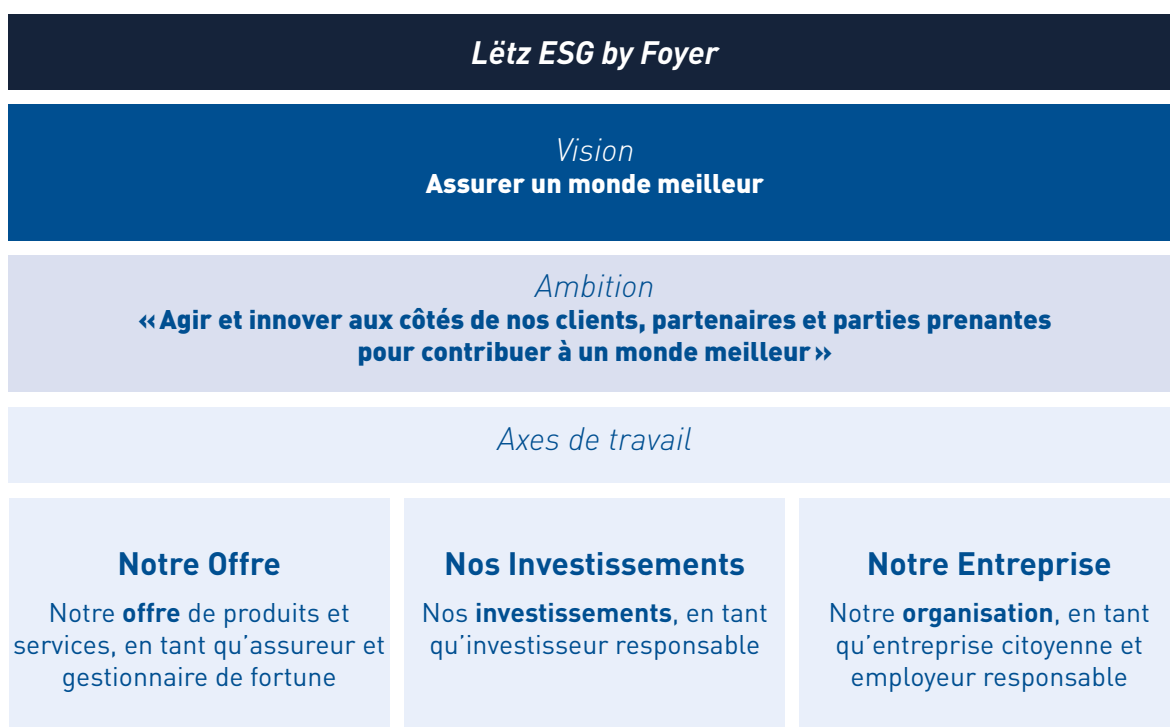 Lëtz ESG by Foyer
Vision
Assurer un monde meilleur
Ambition
«Agir et innover aux côtés de nos clients, partenaires et parties prenantes
pour contribuer à un monde meilleur»
Axes de travail
Notre Offre
Notre offre de produits et
services, en tant qu'assureur et
gestionnaire de fortune
Nos Investissements
Nos investissements, en tant
qu'investisseur responsable
Notre Entreprise
Notre organisation, en tant
qu'entreprise citoyenne et
employeur responsable